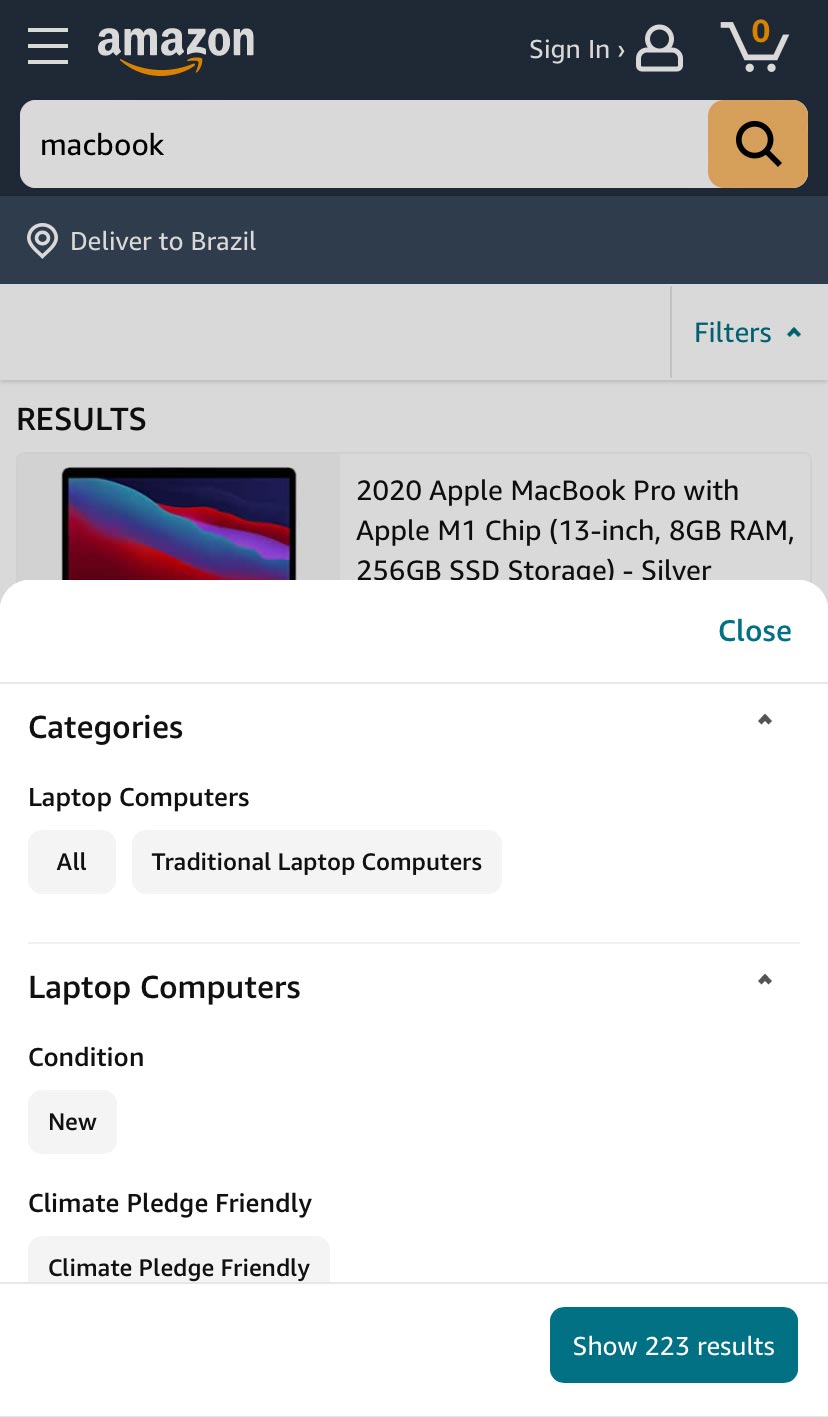 amazon
Sign In ›
0
macbook
Deliver to Brazil
Filters
RESULTS
2020 Apple MacBook Pro with
Apple M1 Chip (13-inch, 8GB RAM,
256GB SSD Storage) - Silver
Close
Categories
Laptop Computers
All
Traditional Laptop Computers
Laptop Computers
Condition
New
Climate Pledge Friendly
Climate Pledge Friendly
Show 223 results